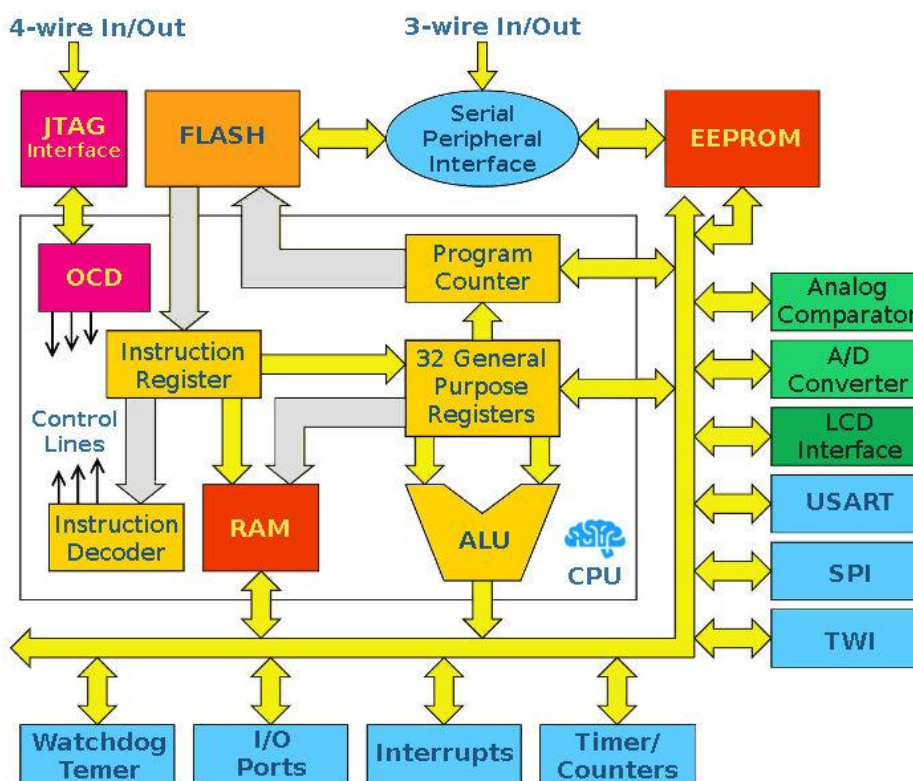 4-wire In/Out
3-wire In/Out
JTAG
Interface
FLASH
Serial
Peripheral
Interface
EEPROM
OCD
Program
Counter
Analog
Comparator
Instruction
Register
32 General
Purpose
Registers
A/D
Converter
Control
Lines
LCD
Interface
Instruction
Decoder
RAM
ALU
CPU
USART
SPI
TWI
Watchdog
Temer
I/O
Ports
Interrupts
Timer/
Counters